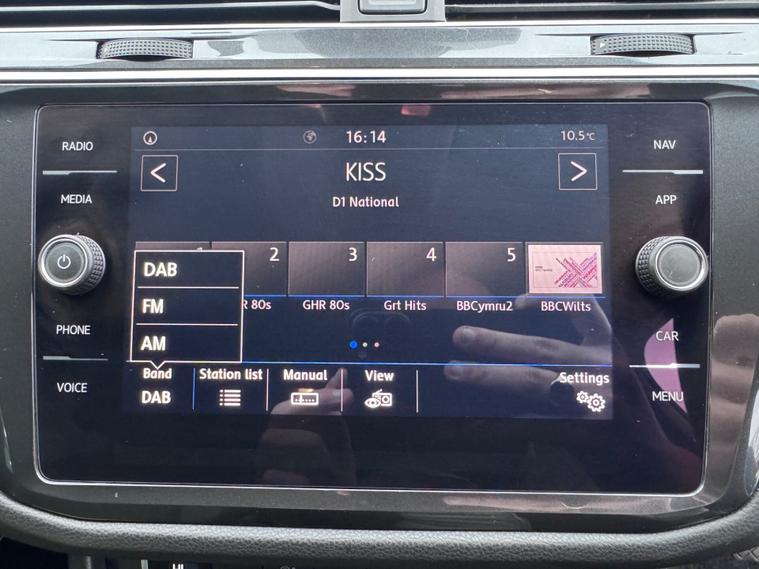 RADIO
MEDIA
PHONE
VOICE
NAV
APP
CAR
MENU
16:14
10.5°C
<
KISS
>
D1 National
2
3
4
5
R 80s
GHR 80s
Grt Hits
BBCymru2
BBCWilts
DAB
FM
AM
Band
DAB
Station list
Manual
View
Settings